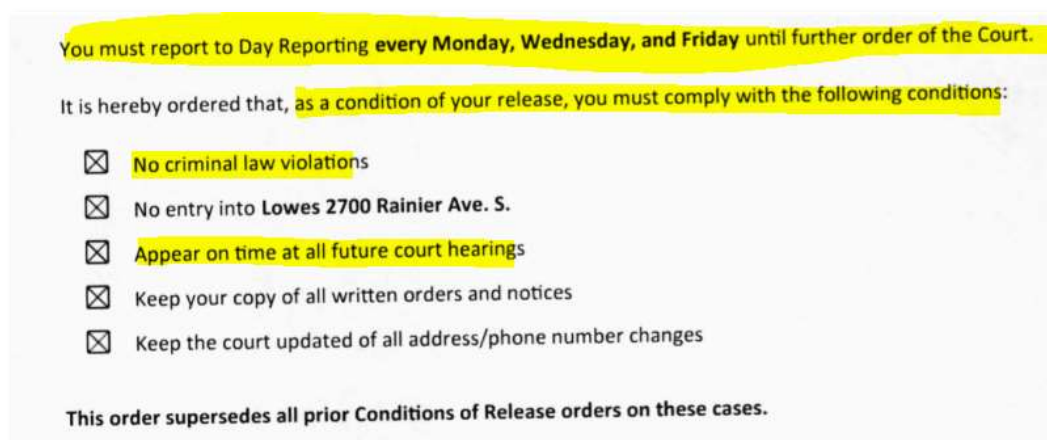 You must report to Day Reporting every Monday, Wednesday, and Friday until further order of the Court.
It is hereby ordered that, as a condition of your release, you must comply with the following conditions:
☒ No criminal law violations
☒ No entry into Lowes 2700 Rainier Ave. S.
☒ Appear on time at all future court hearings
☒ Keep your copy of all written orders and notices
☒ Keep the court updated of all address/phone number changes
This order supersedes all prior Conditions of Release orders on these cases.